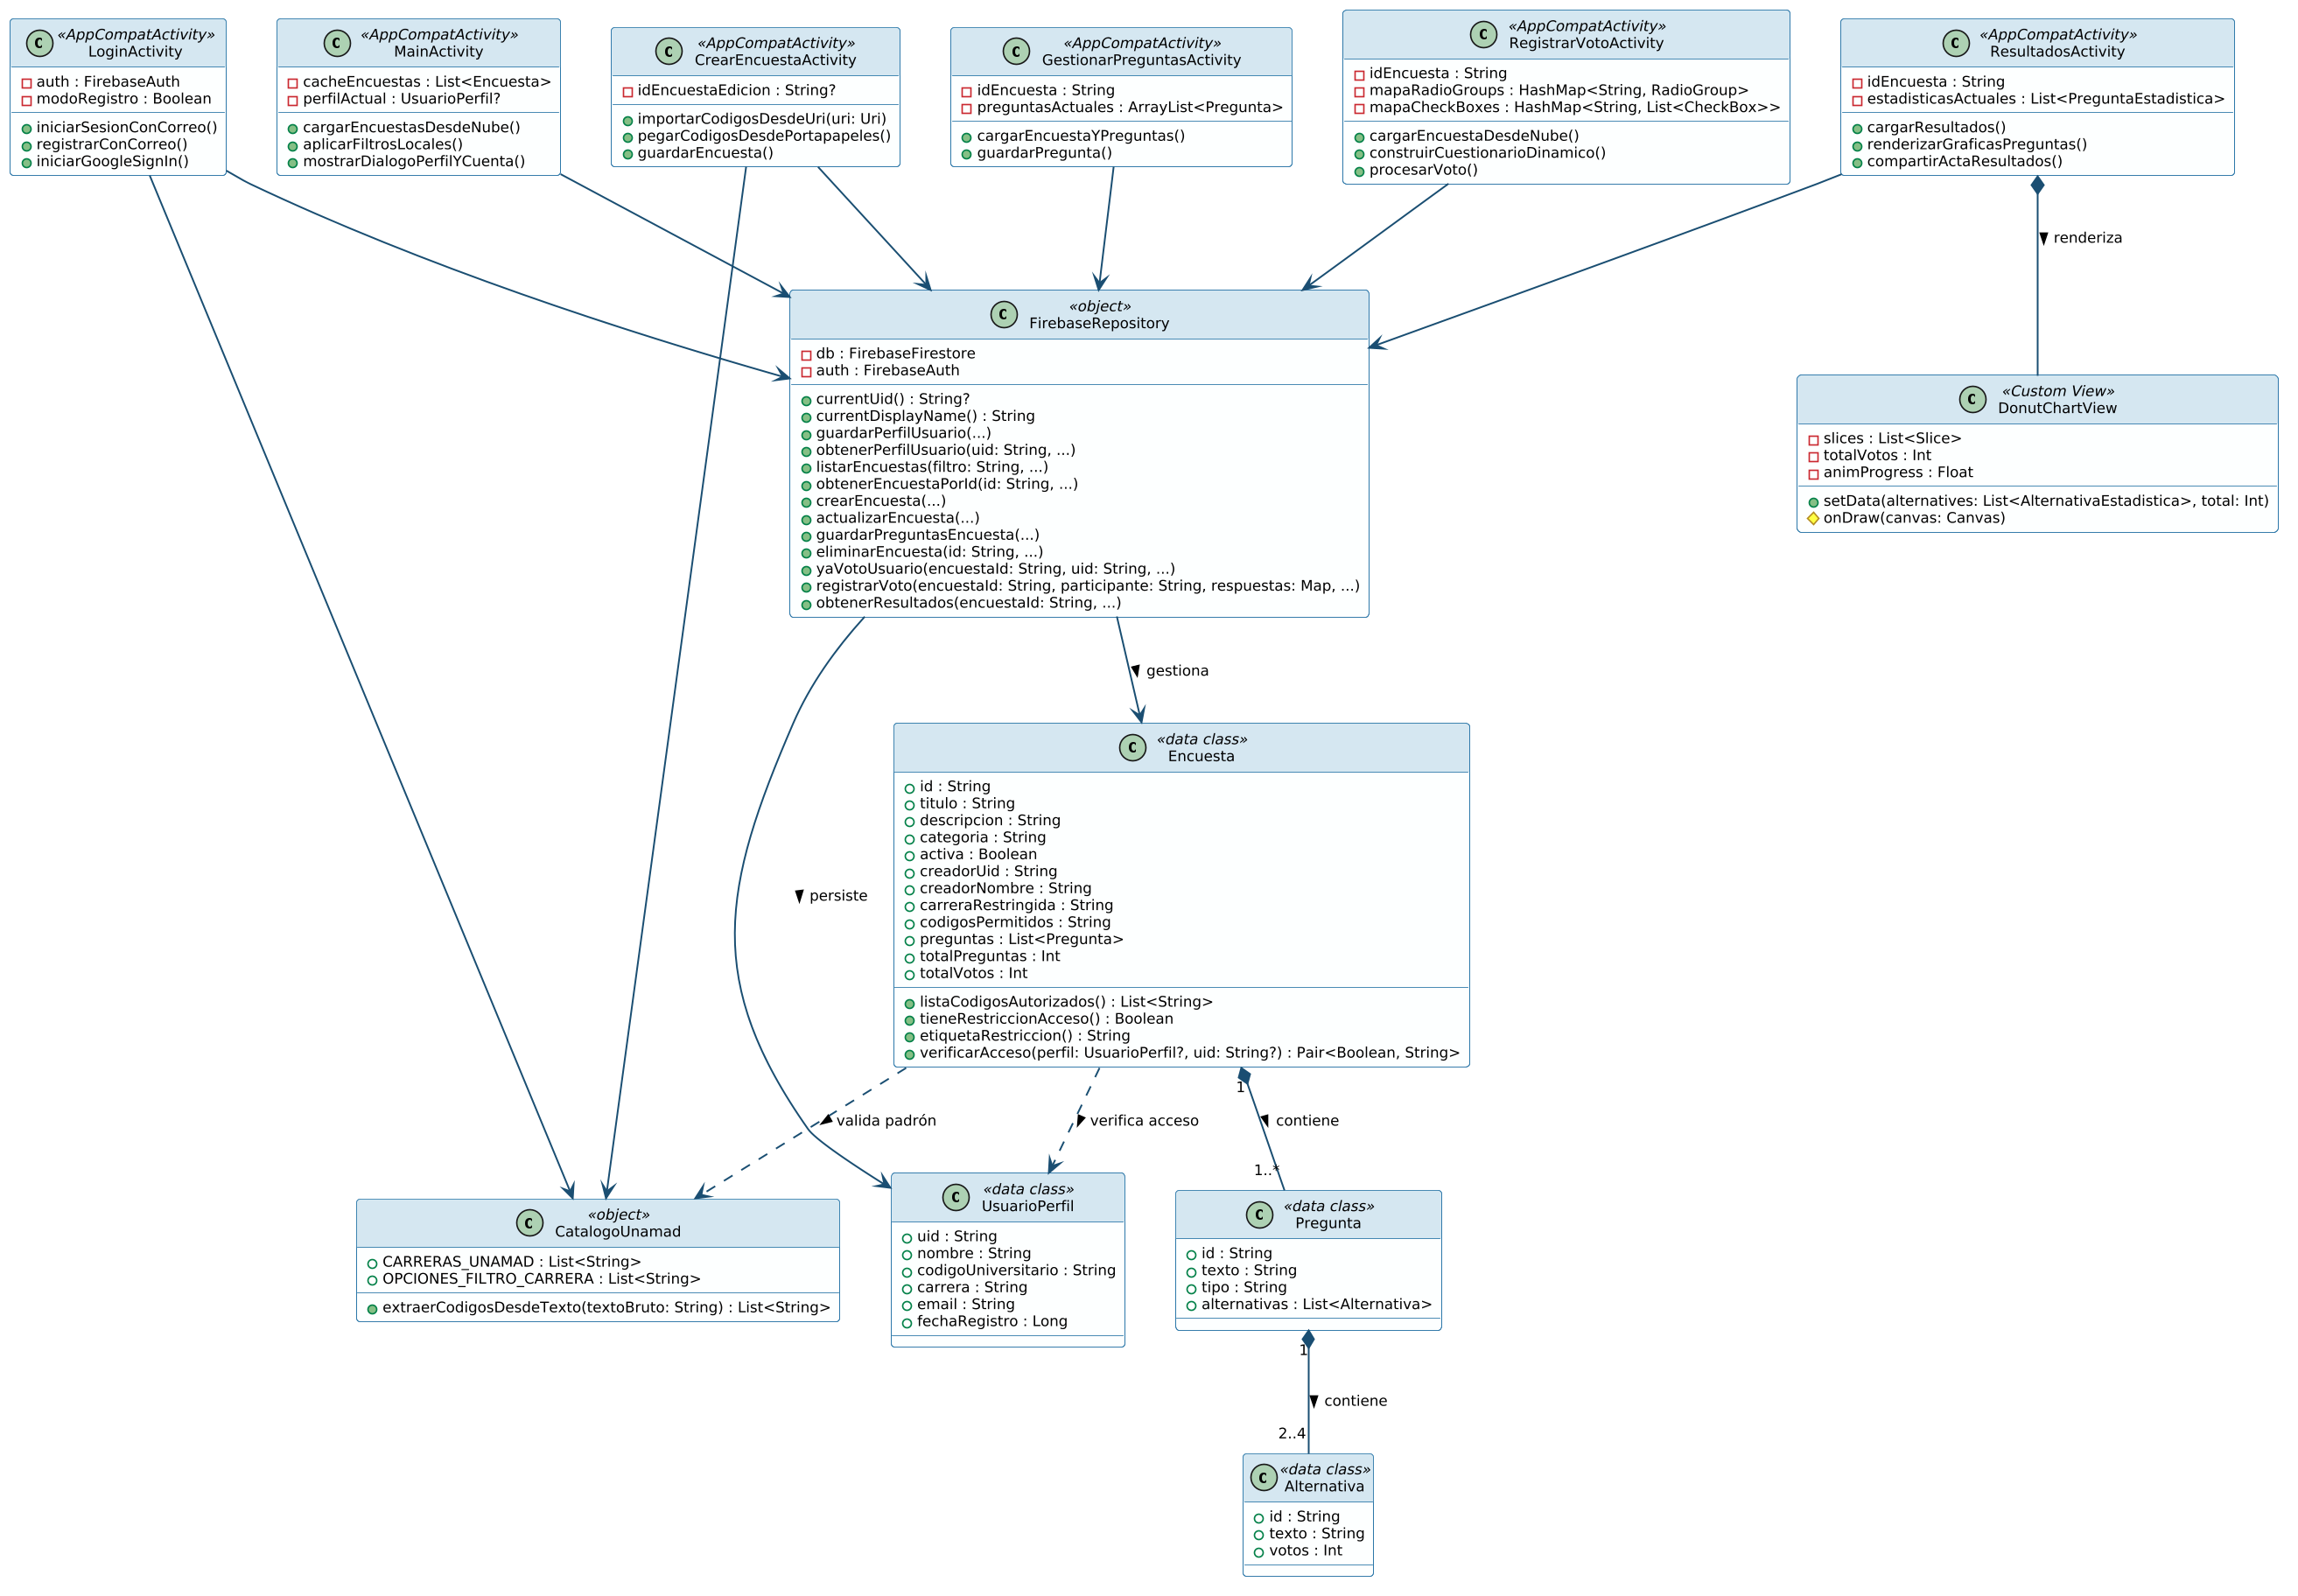 C
«AppCompatActivity»
LoginActivity
auth : FirebaseAuth
modoRegistro : Boolean
iniciarSesionConCorreo()
registrarConCorreo()
iniciarGoogleSignIn()
C
«AppCompatActivity»
MainActivity
cacheEncuestas : List<Encuesta>
perfilActual : UsuarioPerfil?
cargarEncuestasDesdeNube()
aplicarFiltrosLocales()
mostrarDialogoPerfilYCuenta()
C
«AppCompatActivity»
CrearEncuestaActivity
idEncuestaEdicion : String?
importarCodigosDesdeUri(uri: Uri)
pegarCodigosDesdePortapapeles()
guardarEncuesta()
C
«AppCompatActivity»
GestionarPreguntasActivity
idEncuesta : String
preguntasActuales : ArrayList<Pregunta>
cargarEncuestaYPreguntas()
guardarPregunta()
C
«AppCompatActivity»
RegistrarVotoActivity
idEncuesta : String
mapaRadioGroups : HashMap<String, RadioGroup>
mapaCheckBoxes : HashMap<String, List<CheckBox>>
cargarEncuestaDesdeNube()
construirCuestionarioDinamico()
procesarVoto()
C
«AppCompatActivity»
ResultadosActivity
idEncuesta : String
estadisticasActuales : List<PreguntaEstadistica>
cargarResultados()
renderizarGraficasPreguntas()
compartirActaResultados()
renderiza
C
«object»
FirebaseRepository
db : FirebaseFirestore
auth : FirebaseAuth
currentUid() : String?
currentDisplayName() : String
guardarPerfilUsuario(...)
obtenerPerfilUsuario(uid: String, ...)
listarEncuestas(filtro: String, ...)
obtenerEncuestaPorId(id: String, ...)
crearEncuesta(...)
actualizarEncuesta(...)
guardarPreguntasEncuesta(...)
eliminarEncuesta(id: String, ...)
yaVotoUsuario(encuestaId: String, uid: String, ...)
registrarVoto(encuestaId: String, participante: String, respuestas: Map, ...)
obtenerResultados(encuestaId: String, ...)
C
«Custom View»
DonutChartView
slices : List<Slice>
totalVotos : Int
animProgress : Float
setData(alternatives: List<AlternativaEstadistica>, total: Int)
onDraw(canvas: Canvas)
gestiona
persiste
C
«data class»
Encuesta
id : String
titulo : String
descripcion : String
categoria : String
activa : Boolean
creadorUid : String
creadorNombre : String
carreraRestringida : String
codigosPermitidos : String
preguntas : List<Pregunta>
totalPreguntas : Int
totalVotos : Int
listaCodigosAutorizados() : List<String>
tieneRestriccionAcceso() : Boolean
etiquetaRestriccion() : String
verificarAcceso(perfil: UsuarioPerfil?, uid: String?) : Pair<Boolean, String>
1
valida padrón
verifica acceso
contiene
1..*
C
«object»
CatalogoUnamad
CARRERAS_UNAMAD : List<String>
OPCIONES_FILTRO_CARRERA : List<String>
extraerCodigosDesdeTexto(textoBruto: String) : List<String>
C
«data class»
UsuarioPerfil
uid : String
nombre : String
codigoUniversitario : String
carrera : String
email : String
fechaRegistro : Long
C
«data class»
Pregunta
id : String
texto : String
tipo : String
alternativas : List<Alternativa>
1
contiene
2..4
C
«data class»
Alternativa
id : String
texto : String
votos : Int